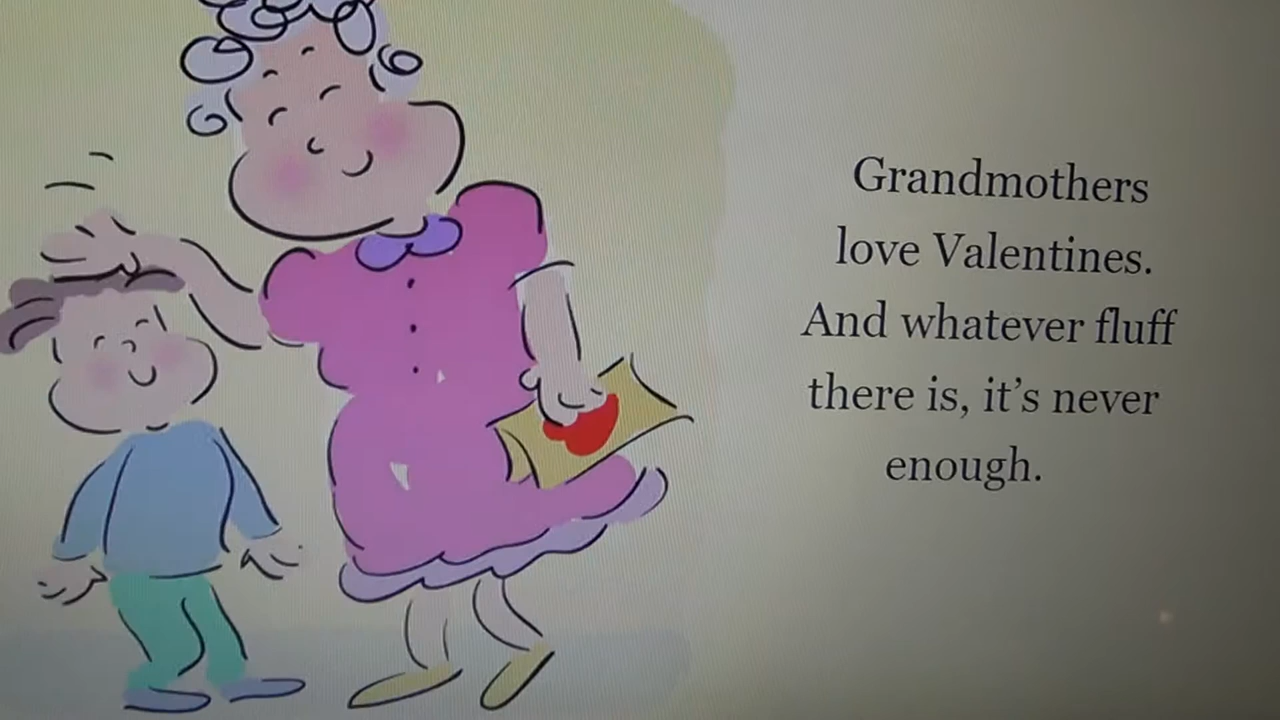 Grandmothers
love Valentines.
And whatever fluff
there is, it’s never
enough.